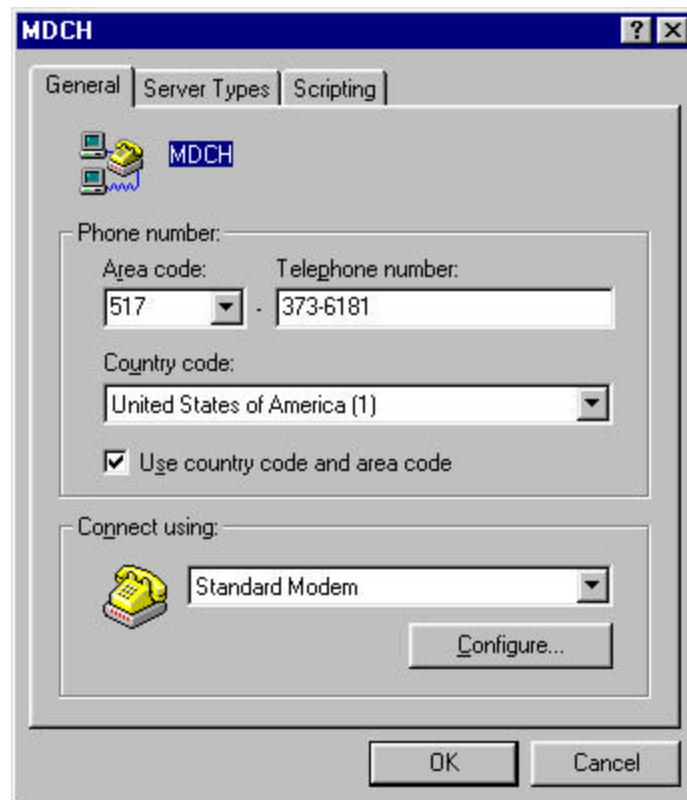 MDCH
General Server Types Scripting
MDCH
Phone number:
Area code: Telephone number:
517 - 373-6181
Country code:
United States of America (1)
Use country code and area code
Connect using:
Standard Modem
Configure...
OK Cancel